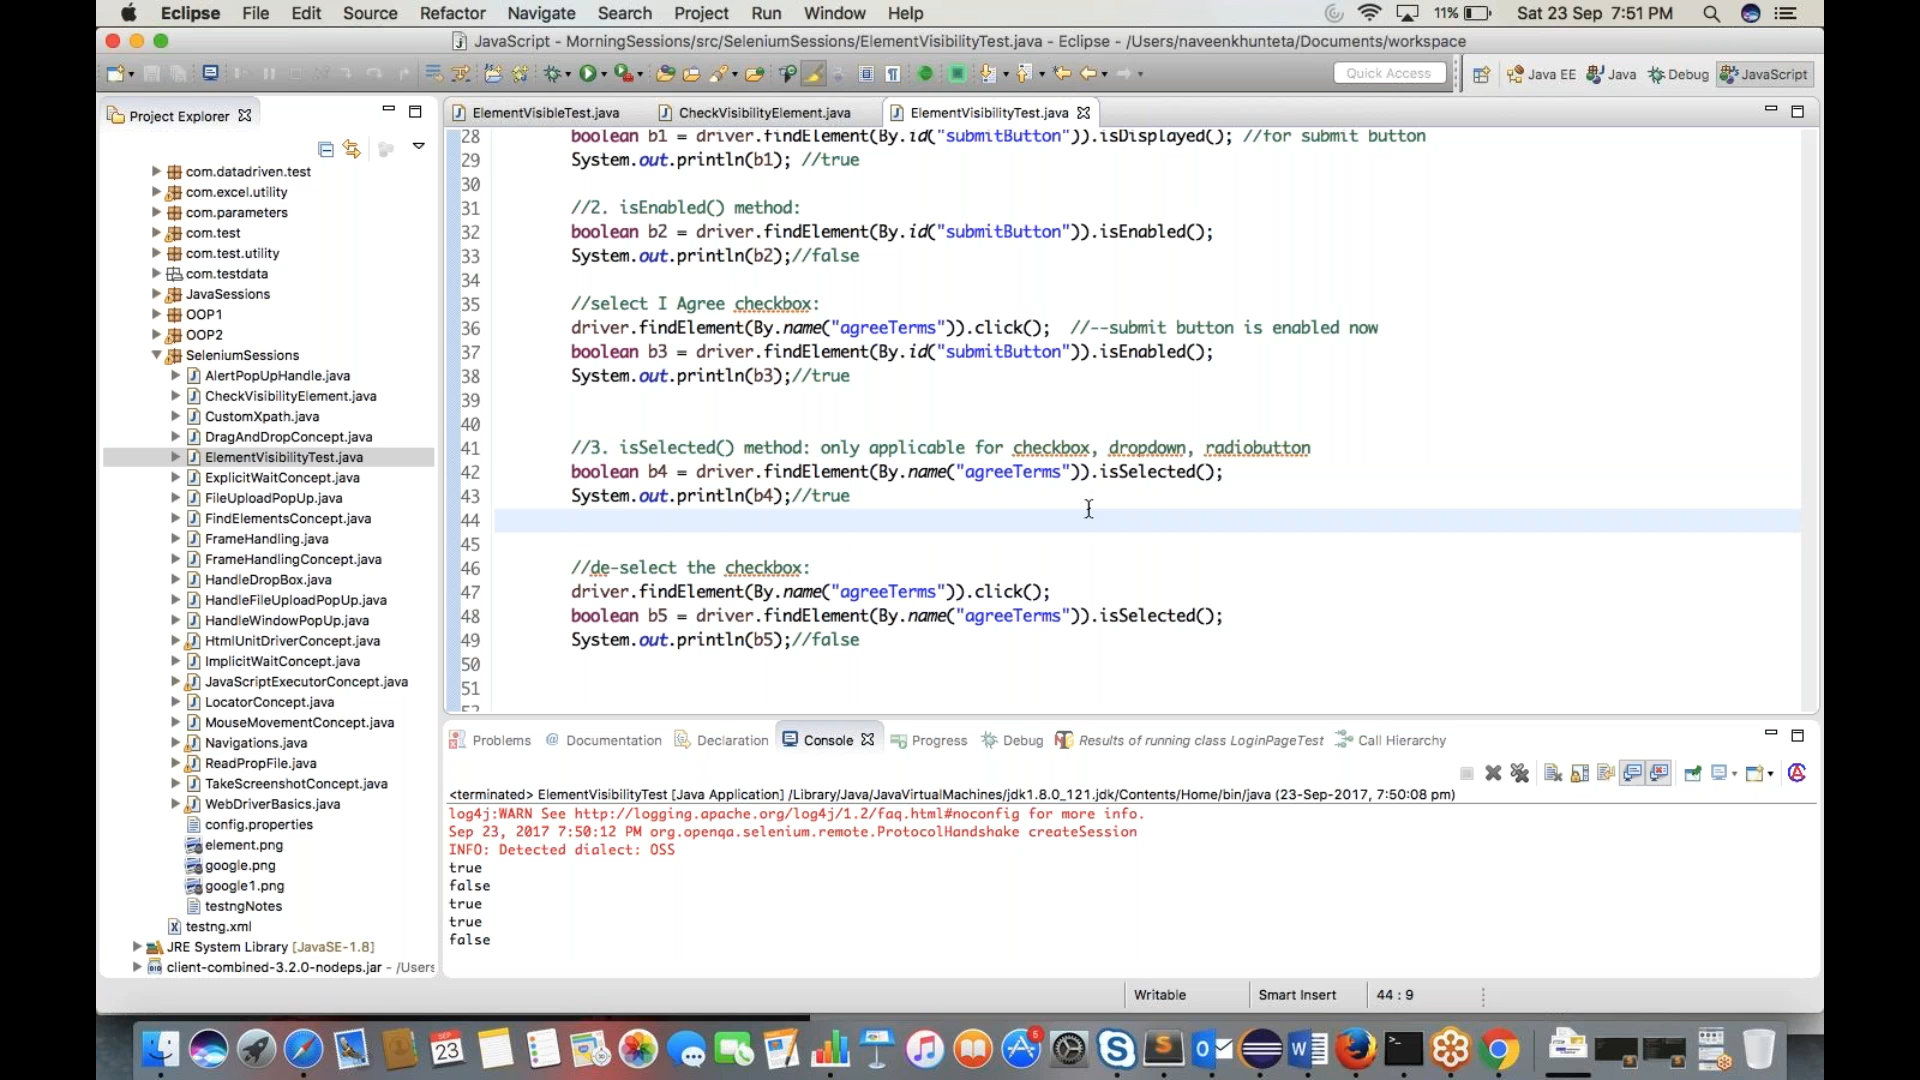 Eclipse File Edit Source Refactor Navigate Search Project Run Window Help 11% Sat 23 Sep 7:51 PM
JavaScript - MorningSessions/src/SeleniumSessions/ElementVisibilityTest.java - Eclipse - /Users/naveenkhunteta/Documents/workspace
Quick Access Java EE Java Debug JavaScript
Project Explorer
com.datadriven.test
com.excel.utility
com.parameters
com.test
com.test.utility
com.testdata
JavaSessions
OOP1
OOP2
SeleniumSessions
AlertPopUpHandle.java
CheckVisibilityElement.java
CustomXpath.java
DragAndDropConcept.java
ElementVisibilityTest.java
ExplicitWaitConcept.java
FileUploadPopUp.java
FindElementsConcept.java
FrameHandling.java
FrameHandlingConcept.java
HandleDropBox.java
HandleFileUploadPopUp.java
HandleWindowPopUp.java
HtmlUnitDriverConcept.java
ImplicitWaitConcept.java
JavaScriptExecutorConcept.java
LocatorConcept.java
MouseMovementConcept.java
Navigations.java
ReadPropFile.java
TakeScreenshotConcept.java
WebDriverBasics.java
config.properties
element.png
google.png
google1.png
testngNotes
testng.xml
JRE System Library [JavaSE-1.8]
client-combined-3.2.0-nodeps.jar - /Users
ElementVisibleTest.java CheckVisibilityElement.java ElementVisibilityTest.java
28 boolean b1 = driver.findElement(By.id("submitButton")).isDisplayed(); //for submit button
29 System.out.println(b1); //true
30
31 //2. isEnabled() method:
32 boolean b2 = driver.findElement(By.id("submitButton")).isEnabled();
33 System.out.println(b2);//false
34
35 //select I Agree checkbox:
36 driver.findElement(By.name("agreeTerms")).click(); //--submit button is enabled now
37 boolean b3 = driver.findElement(By.id("submitButton")).isEnabled();
38 System.out.println(b3);//true
39
40
41 //3. isSelected() method: only applicable for checkbox, dropdown, radiobutton
42 boolean b4 = driver.findElement(By.name("agreeTerms")).isSelected();
43 System.out.println(b4);//true
44
45
46 //de-select the checkbox:
47 driver.findElement(By.name("agreeTerms")).click();
48 boolean b5 = driver.findElement(By.name("agreeTerms")).isSelected();
49 System.out.println(b5);//false
50
51
52
Problems Documentation Declaration Console Progress Debug Results of running class LoginPageTest Call Hierarchy
<terminated> ElementVisibilityTest [Java Application] /Library/Java/JavaVirtualMachines/jdk1.8.0_121.jdk/Contents/Home/bin/java (23-Sep-2017, 7:50:08 pm)
log4j:WARN See http://logging.apache.org/log4j/1.2/faq.html#noconfig for more info.
Sep 23, 2017 7:50:12 PM org.openqa.selenium.remote.ProtocolHandshake createSession
INFO: Detected dialect: OSS
true
false
true
true
false
Writable Smart Insert 44 : 9
SEP
23
6